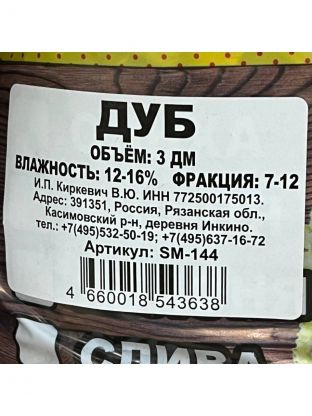 ДУБ
ОБЪЁМ: 3 ДМ
ВЛАЖНОСТЬ: 12-16% ФРАКЦИЯ: 7-12
И.П. Киркевич В.Ю. ИНН 772500175013.
Адрес: 391351, Россия, Рязанская обл.,
Касимовский р-н, деревня Инкино.
тел.: +7(495)532-50-19; +7(495)637-16-72
Артикул: SM-144
4 660018 543638
СЛИВА